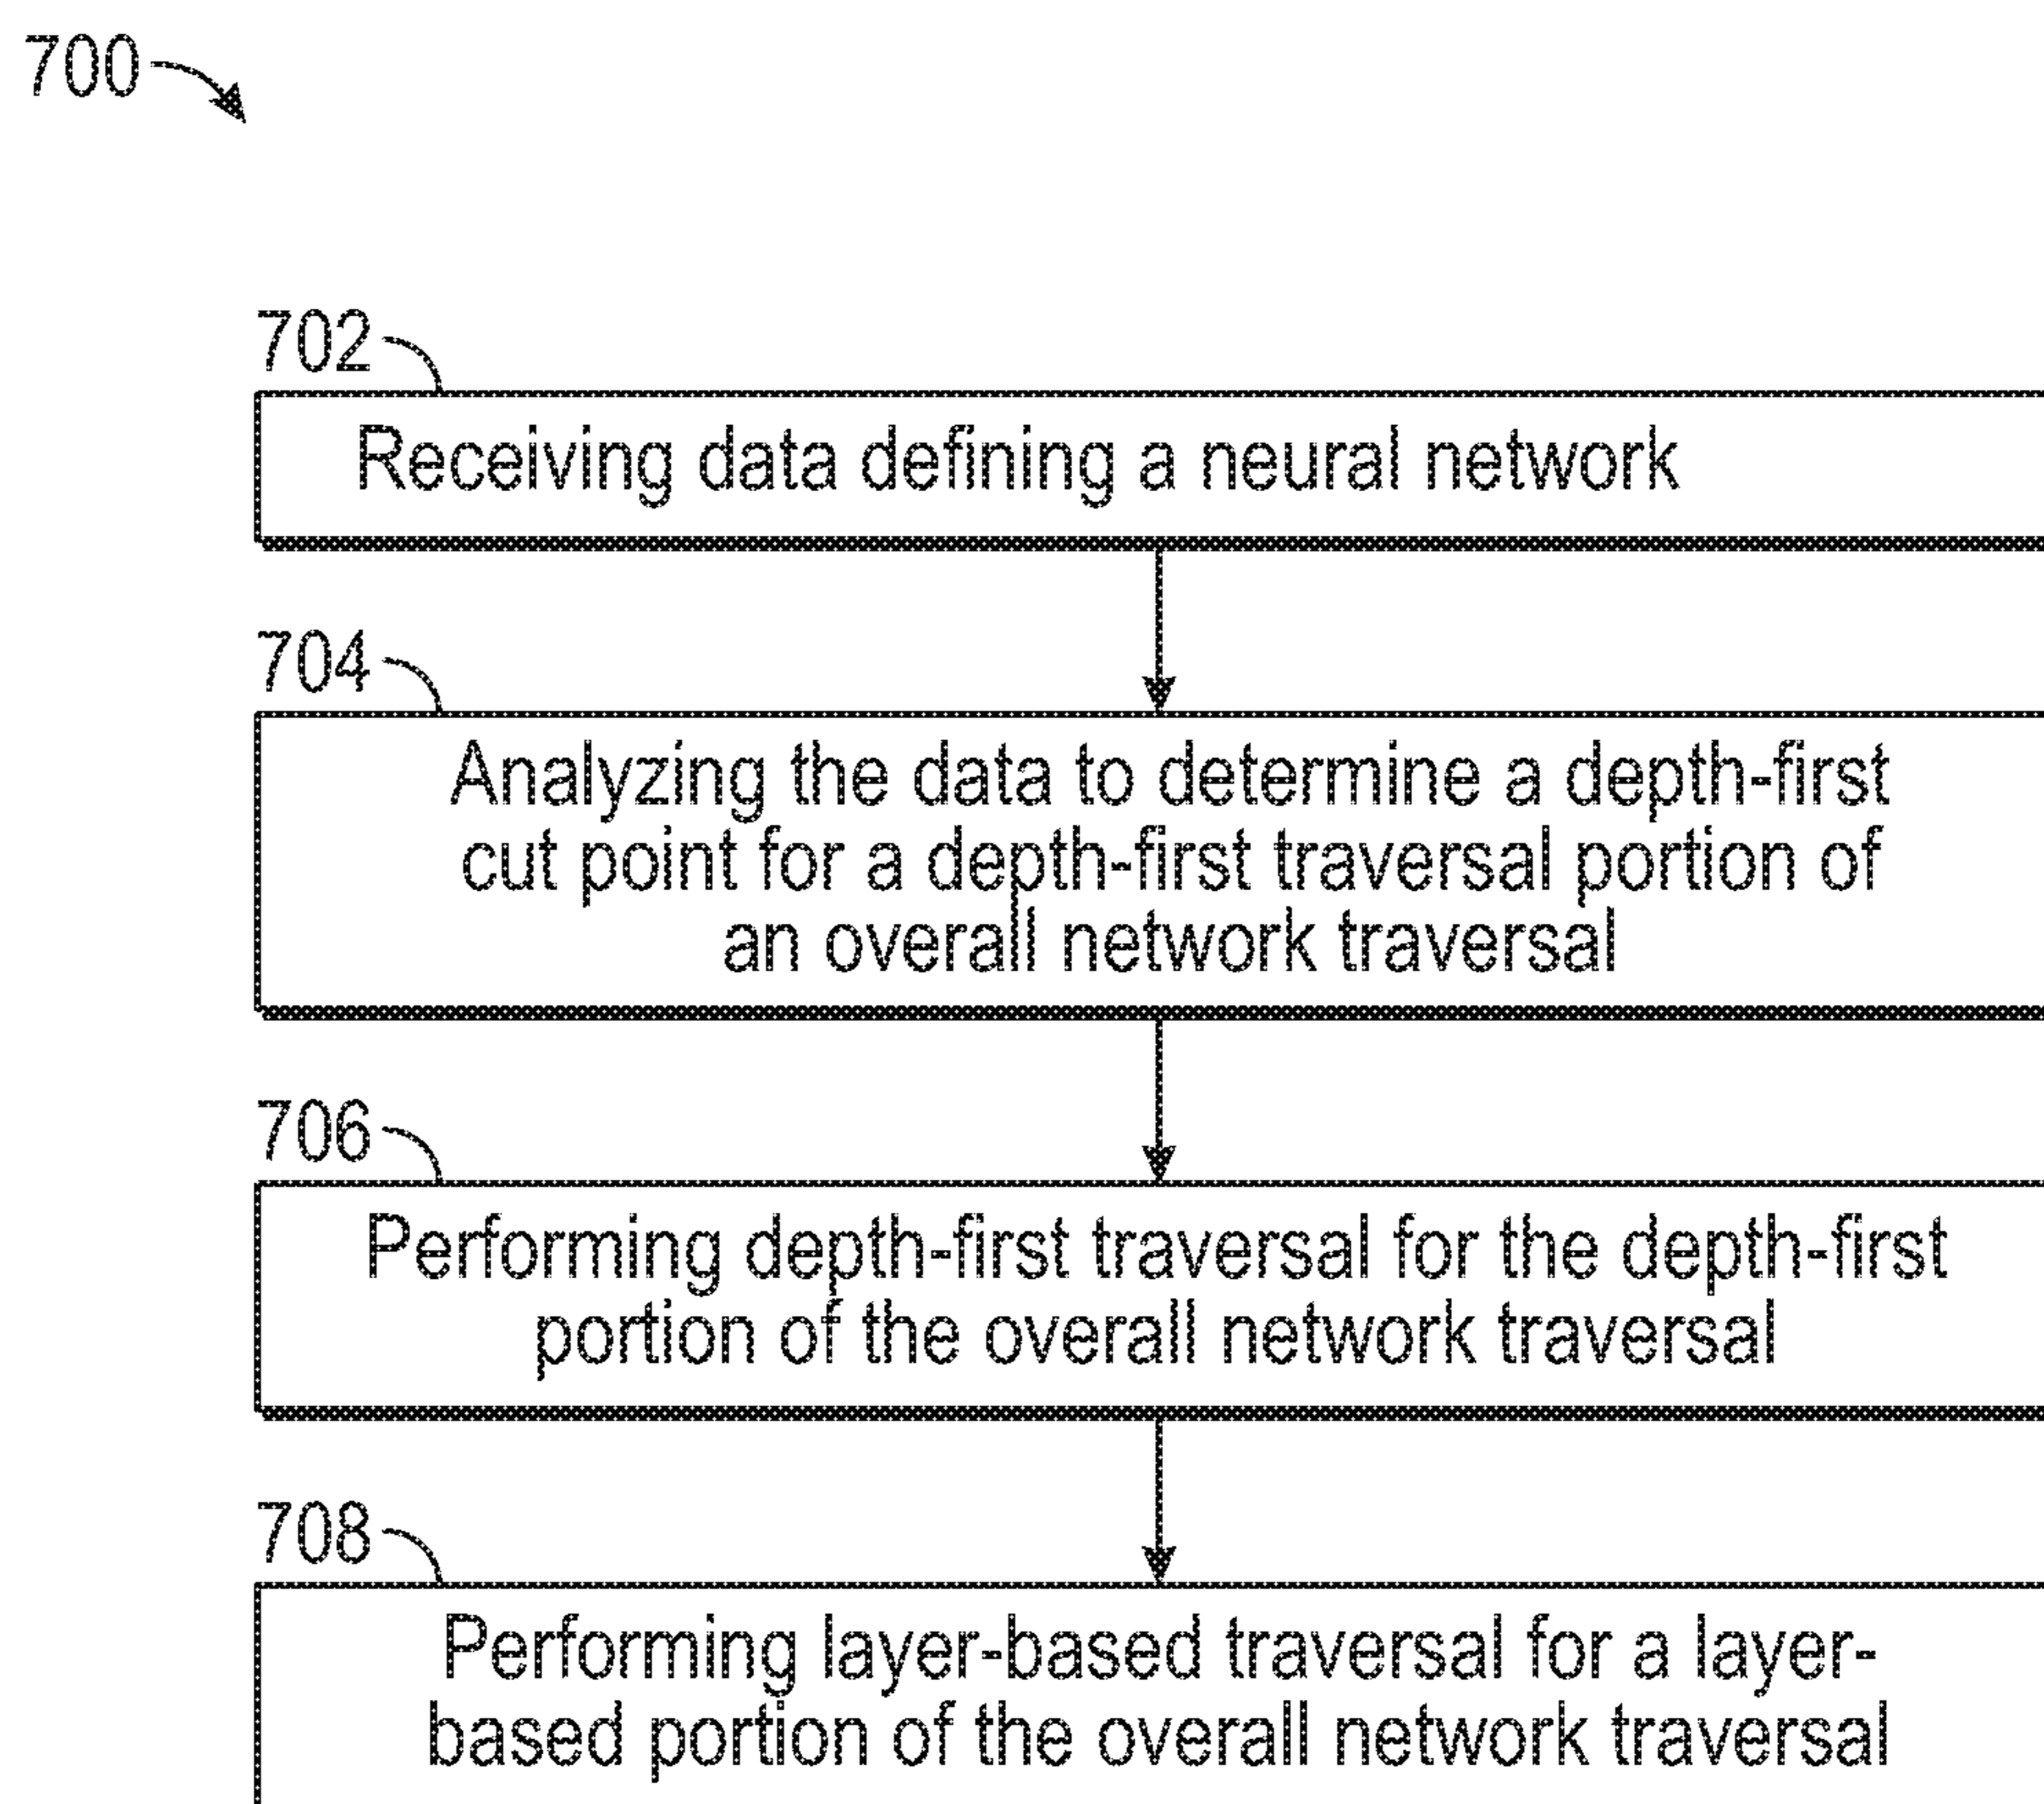 700
702
Receiving data defining a neural network
704
Analyzing the data to determine a depth-first
cut point for a depth-first traversal portion of
an overall network traversal
706
Performing depth-first traversal for the depth-first
portion of the overall network traversal
708
Performing layer-based traversal for a layer-
based portion of the overall network traversal